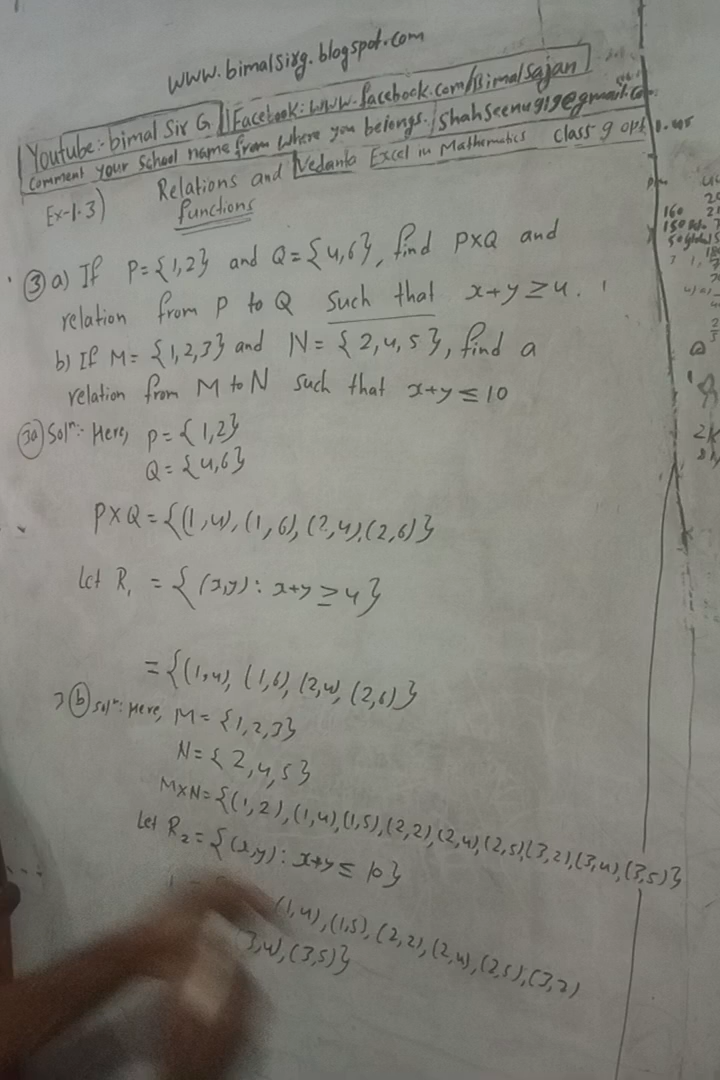 www.bimalsirg.blogspot.com
Youtube:- bimal Sir G || Facebook: www.facebook.com/Bimalsajan
Comment your school name from where you belongs. / shahseenu919@gmail.com
Ex-1.3) Relations and functions Vedanta Excel in Mathematics class 9 opt
③ a) If P = {1,2} and Q = {4,6}, find P×Q and
relation from P to Q such that x+y ≥ 4.
b) If M = {1,2,3} and N = {2,4,5}, find a
relation from M to N such that x+y ≤ 10
③a Solⁿ:- Here, P = {1,2}
Q = {4,6}
P×Q = {(1,4), (1,6), (2,4), (2,6)}
Let R₁ = {(x,y): x+y ≥ 4}
= {(1,4), (1,6), (2,4), (2,6)}
ⓑ Solⁿ: Here, M = {1,2,3}
N = {2,4,5}
M×N = {(1,2), (1,4), (1,5), (2,2), (2,4), (2,5), (3,2), (3,4), (3,5)}
Let R₂ = {(x,y): x+y ≤ 10}
(1,4), (1,5), (2,2), (2,4), (2,5), (3,2)
3,4), (3,5)}
160